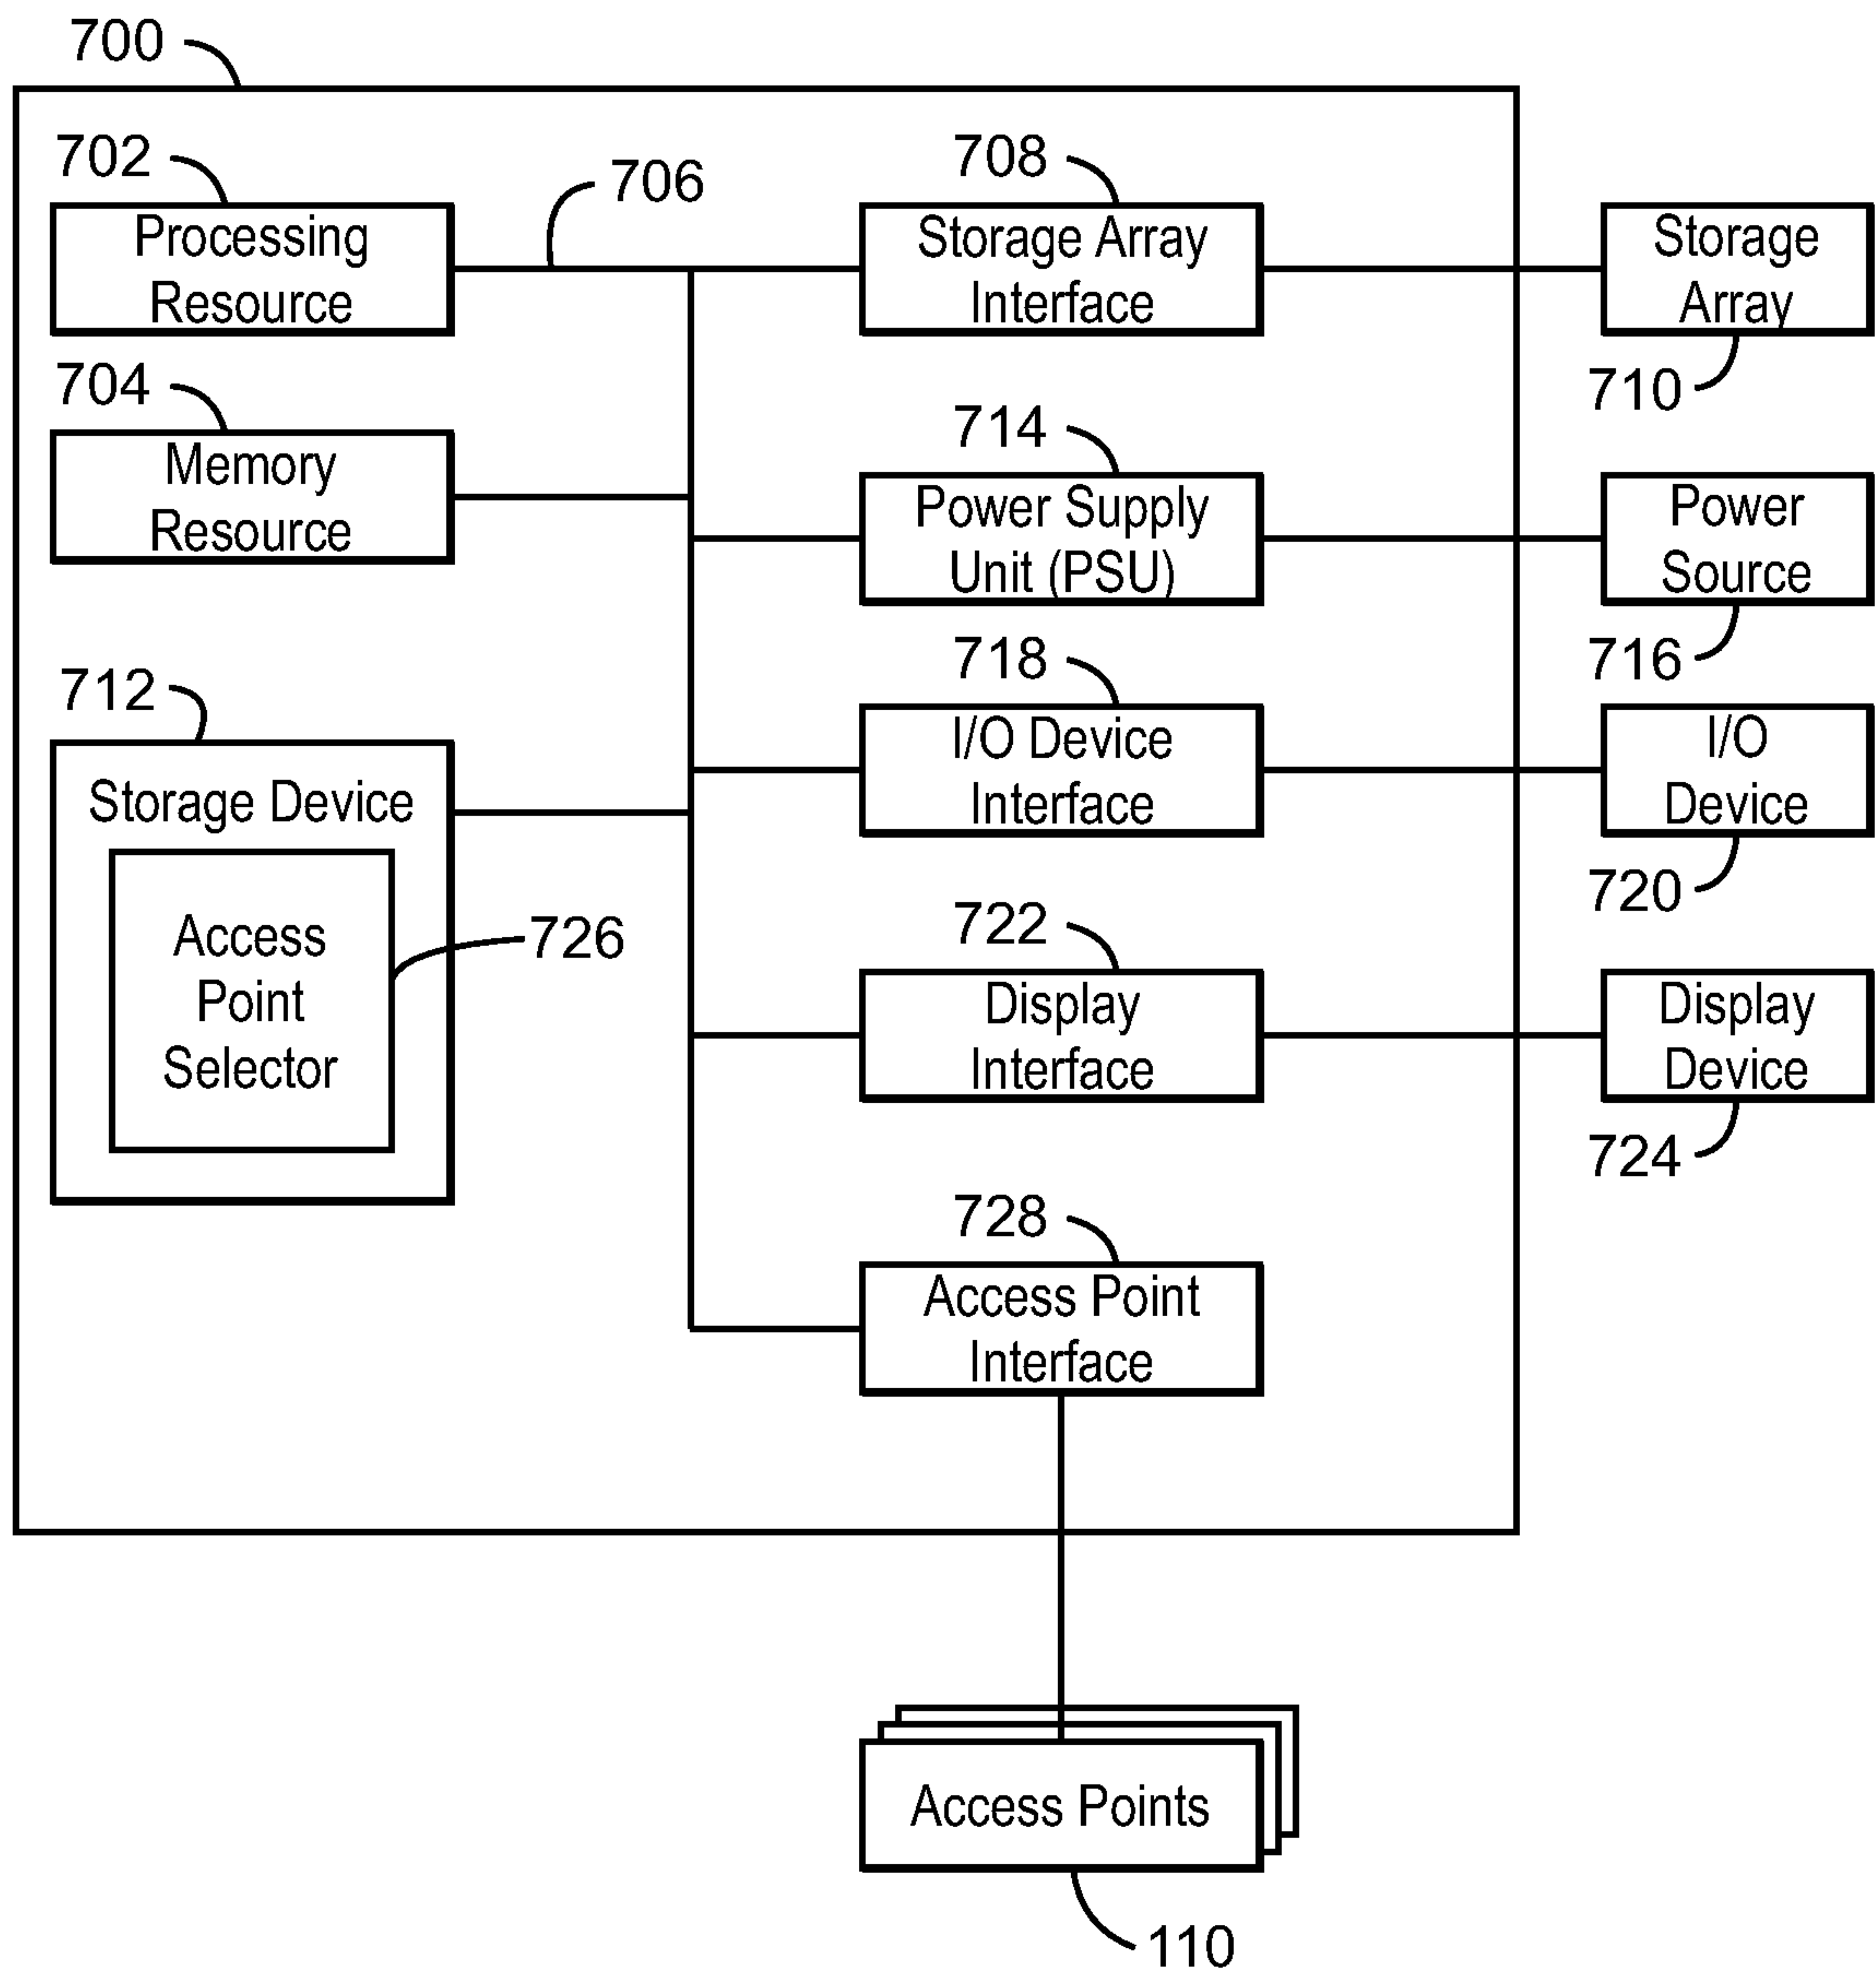 700
702
706
708
Processing
Resource
Storage Array
Interface
Storage
Array
710
704
Memory
Resource
714
Power Supply
Unit (PSU)
Power
Source
716
712
Storage Device
Access
Point
Selector
726
718
I/O Device
Interface
I/O
Device
720
722
Display
Interface
Display
Device
724
728
Access Point
Interface
Access Points
110